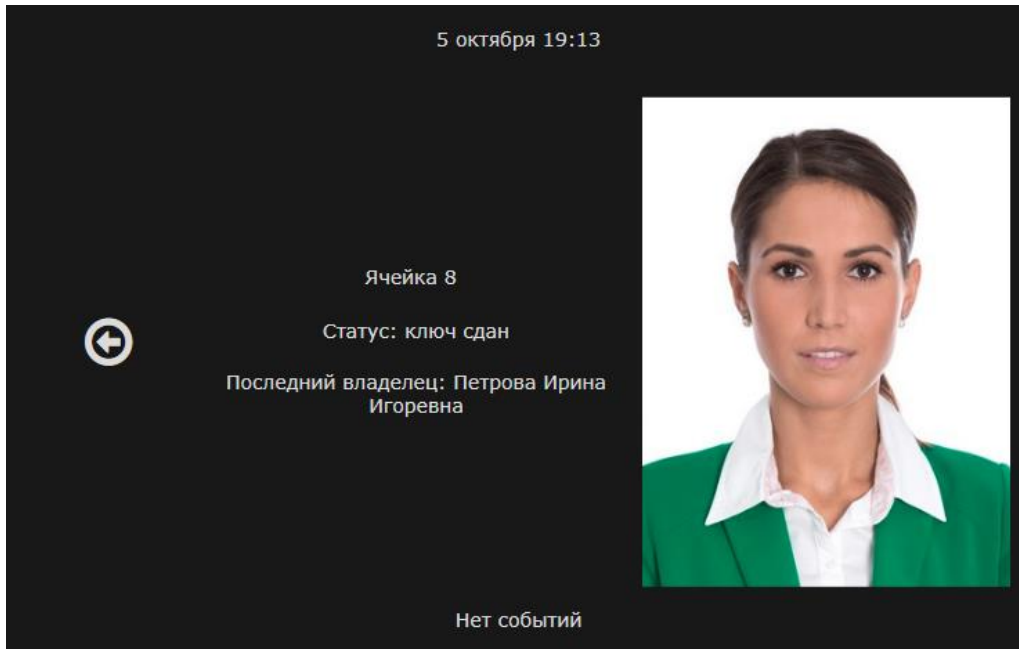 5 октября 19:13
Ячейка 8
Статус: ключ сдан
Последний владелец: Петрова Ирина
Игоревна
Нет событий